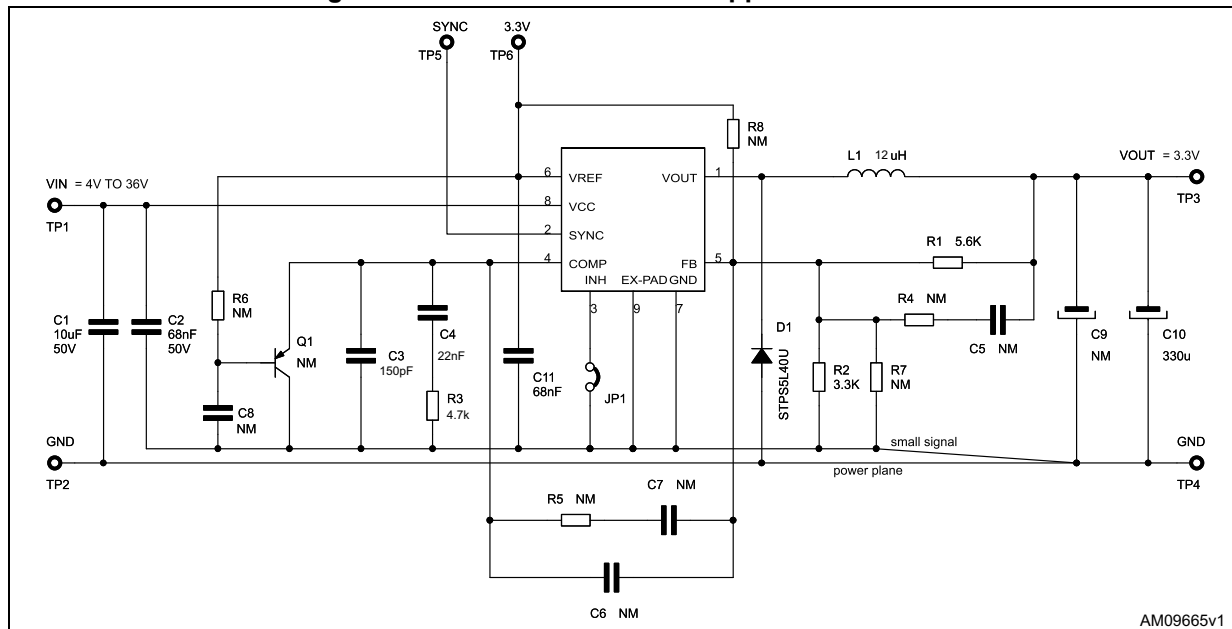 SYNC
3.3V
TP5
TP6
R8
NM
L1 12 uH
VOUT = 3.3V
VIN = 4V TO 36V
6 VREF
VOUT 1
TP3
TP1
8 VCC
2 SYNC
R1 5.6K
4 COMP
FB 5
INH EX-PAD GND
R6
NM
3 9 7
R4 NM
C1
10uF
50V
C2
68nF
50V
Q1
NM
C3
150pF
C4
22nF
C11
68nF
D1
STPS5L40U
C5 NM
C9
NM
C10
330u
R2
3.3K
R7
NM
R3
4.7k
JP1
C8
NM
GND
small signal
GND
TP2
power plane
TP4
C7 NM
R5 NM
C6 NM
AM09665v1